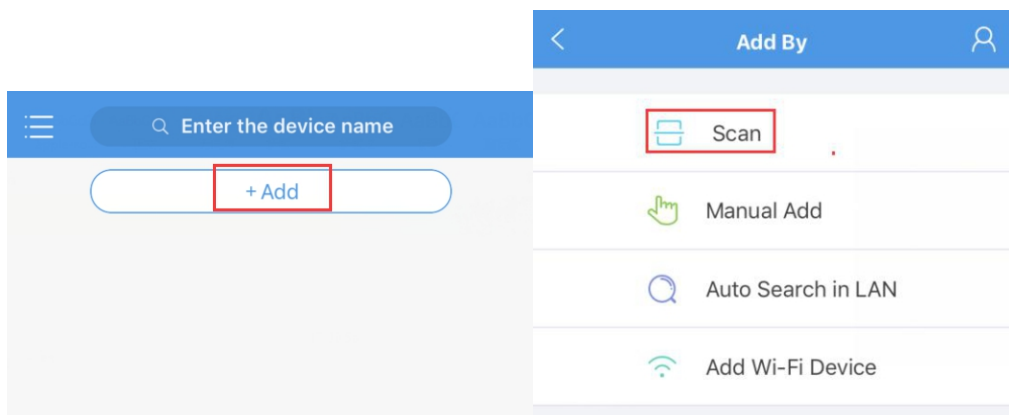 Enter the device name
+ Add
Add By
Scan
Manual Add
Auto Search in LAN
Add Wi-Fi Device